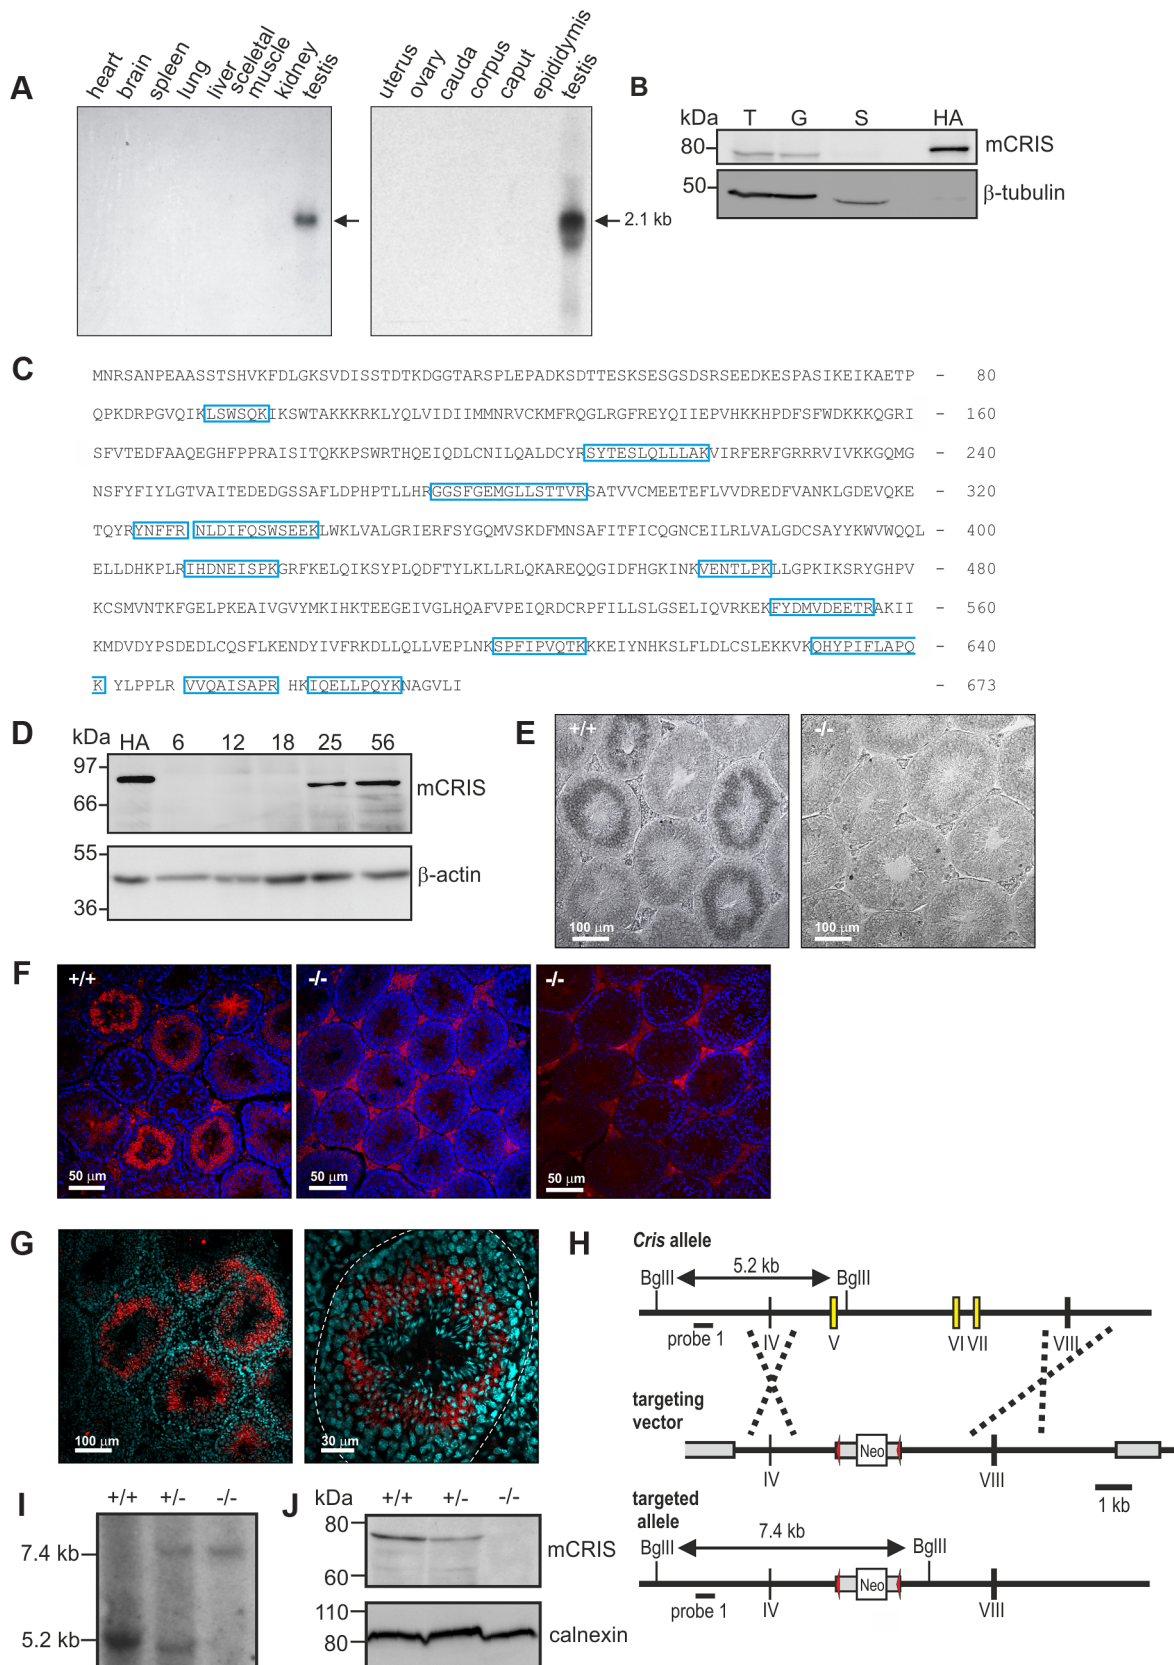 A
heart
brain
spleen
lung
liver
sceletal
muscle
kidney
testis
uterus
ovary
cauda
corpus
caput
epididymis
testis
2.1 kb
B
kDa T G S HA
80
mCRIS
50
β-tubulin
C
MNRSANPEAASSTSHVKFDLGKSVDISSTDTKDGGTARSPLEPADKSDTTESKSESGSDSRSEEDKESPASIKEIKAETP - 80
QPKDRPGVQIKLSWSQKIKSWTAKKKRKLYQLVIDIIMMNRVCKMFRQGLRGFREYQIIEPVHKKHPDFSFWDKKKQGRI - 160
SFVTEDFAAQEGHFPPRAISITQKKPSWRTHQEIQDLCNILQALDCYRSYTESLQLLLAKVIRFERFGRRRVIVKKGQMG - 240
NSFYFIYLGTVAITEDEDGSSAFLDPHPTLLHRGGSFGEMGLLSTTVRSATVVCMEETEFLVVDREDFVANKLGDEVQKE - 320
TQYRYNFFR NLDIFQSWSEEKLWKLVALGRIERFSYGQMVSKDFMNSAFITFICQGNCEILRLVALGDCSAYYKWVWQQL - 400
ELLDHKPLRIHDNEISPKGRFKELQIKSYPLQDFTYLKLLRLQKAREQQGIDFHGKINKVENTLPKLLGPKIKSRYGHPV - 480
KCSMVNTKFGELPKEAIVGVYMKIHKTEEGEIVGLHQAFVPEIQRDCRPFILLSLGSELIQVRKEKFYDMVDEETRAKII - 560
KMDVDYPSDEDLCQSFLKENDYIVFRKDLLQLLVEPLNKSPFIPVQTKKKEIYNHKSLFLDLCSLEKKVKQHYPIFLAPQ - 640
K YLPPLR VVQAISAPR HKIQELLPQYKNAGVLI - 673
D
kDa HA 6 12 18 25 56
97
mCRIS
66
55
β-actin
36
E
+/+
-/-
100 µm
100 µm
F
+/+
-/-
-/-
50 µm
50 µm
50 µm
G
100 µm
30 µm
H
Cris allele
5.2 kb
BglII
BglII
probe 1
IV
V
VI VII
VIII
targeting
vector
Neo
IV
VIII
1 kb
targeted
allele
7.4 kb
BglII
BglII
Neo
probe 1
IV
VIII
I
+/+ +/- -/-
7.4 kb
5.2 kb
J
kDa +/+ +/- -/-
80
mCRIS
60
110
calnexin
80